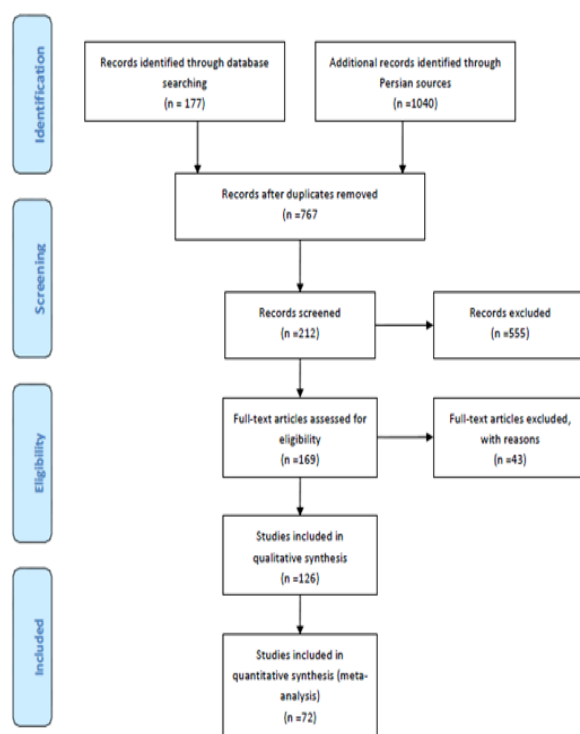 Identification
Records identified through database
searching
(n = 177)
Additional records identified through
Persian sources
(n =1040)
Records after duplicates removed
(n =767
Screening
Records screened
(n =212)
Records excluded
(n =555)
Eligibility
Full-text articles assessed for
eligibility
(n =169)
Full-text articles excluded,
with reasons
(n =43)
Studies included in
qualitative synthesis
(n =126)
Included
Studies included in
quantitative synthesis (meta-
analysis)
(n =72)